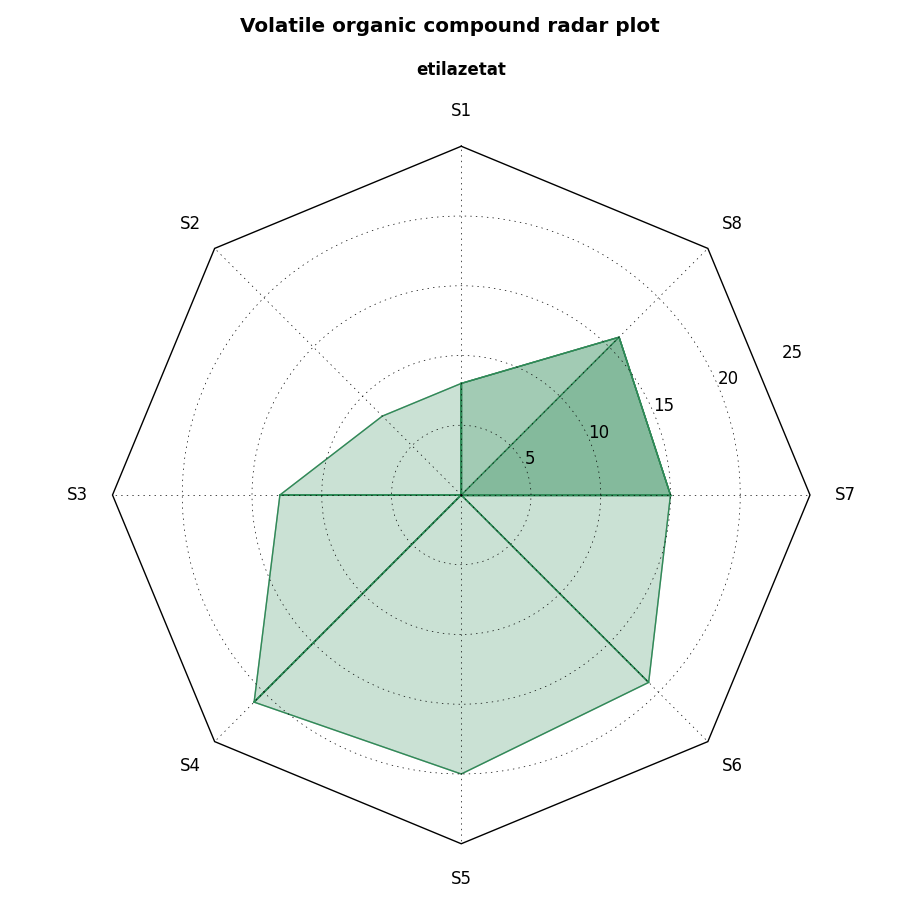 Volatile organic compound radar plot
etilazetat
S1
S2
S8
25
20
15
10
5
S3
S7
S4
S6
S5